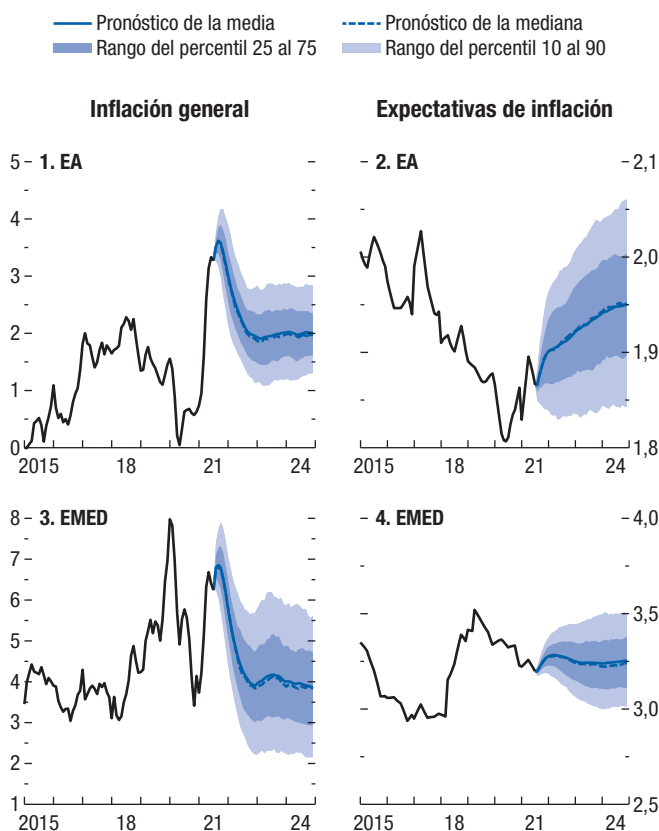 Pronóstico de la media
Pronóstico de la mediana
Rango del percentil 25 al 75
Rango del percentil 10 al 90
Inflación general
Expectativas de inflación
1. EA
5
4
3
2
1
0
2015 18 21 24
2. EA
2,1
2,0
1,9
1,8
2015 18 21 24
3. EMED
8
7
6
5
4
3
2
1
2015 18 21 24
4. EMED
4,0
3,5
3,0
2,5
2015 18 21 24